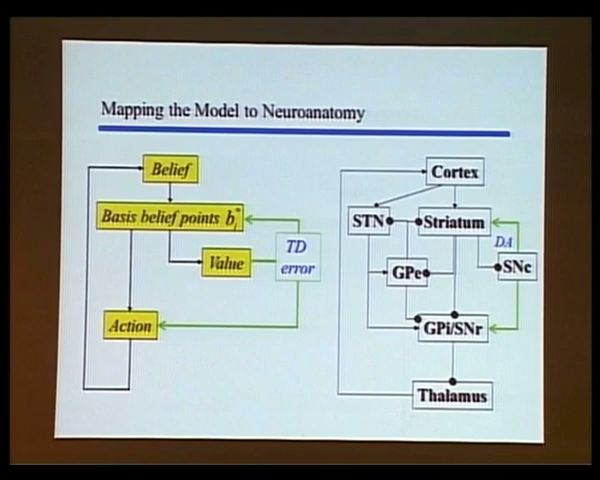 Mapping the Model to Neuroanatomy
Belief
Basis belief points b*i
Value
TD
error
Action
Cortex
STN
Striatum
DA
SNc
GPe
GPi/SNr
Thalamus